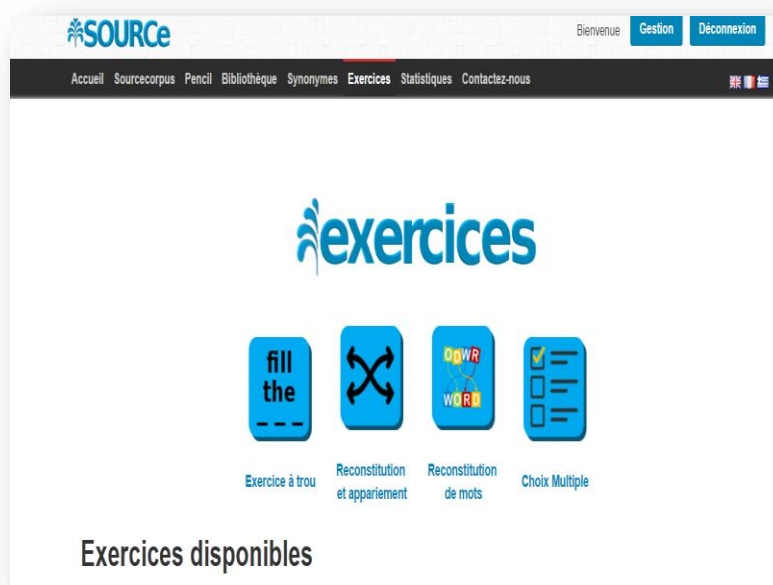 SOURCe
Bienvenue Gestion Déconnexion
Accueil Sourcecorpus Pencil Bibliothèque Synonymes Exercices Statistiques Contactez-nous
exercices
fill
the
_ _ _
ODWR
WORD
Exercice à trou
Reconstitution
et appariement
Reconstitution
de mots
Choix Multiple
Exercices disponibles